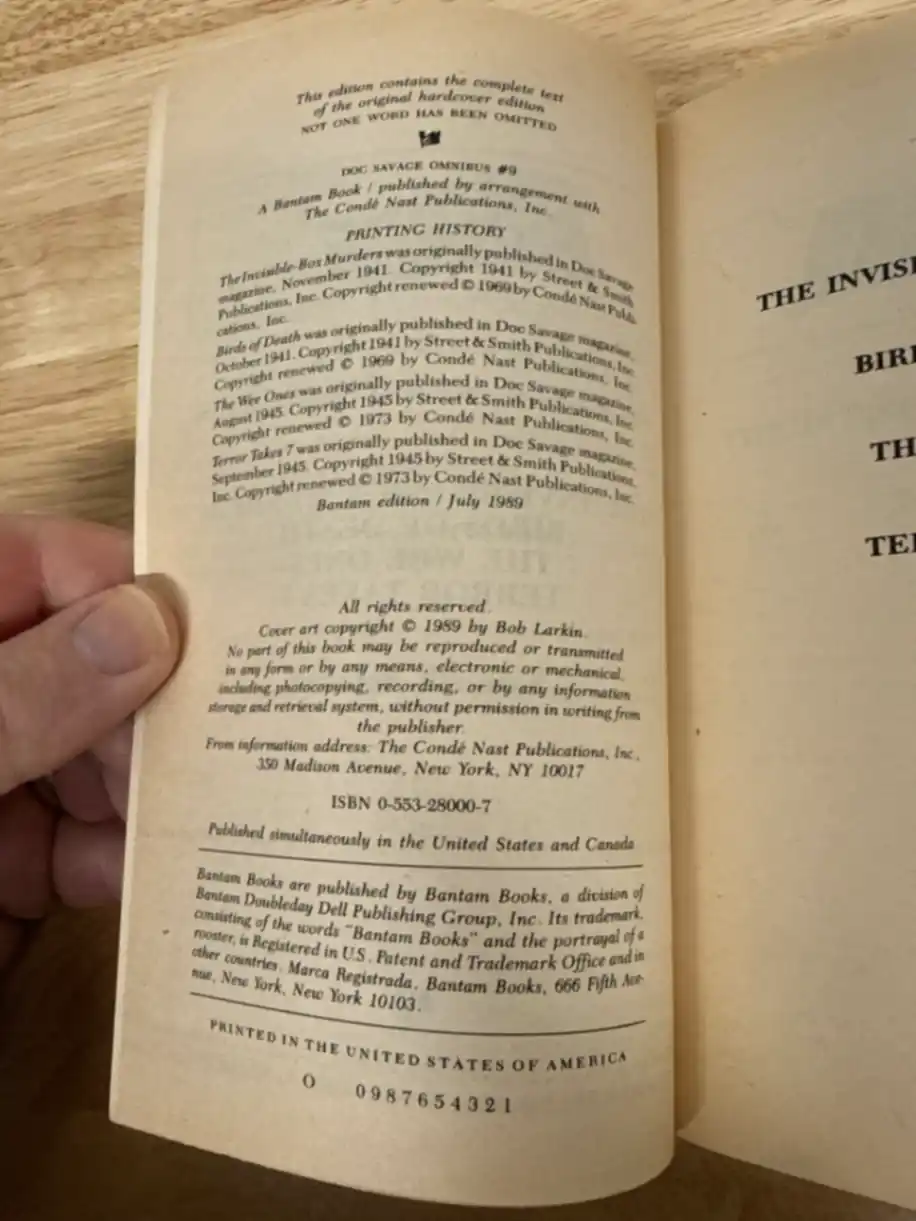 This edition contains the complete text
of the original hardcover edition
NOT ONE WORD HAS BEEN OMITTED
DOC SAVAGE OMNIBUS #9
A Bantam Book / published by arrangement with
The Condé Nast Publications, Inc.
PRINTING HISTORY
The Invisible-Box Murders was originally published in Doc Savage
magazine, November 1941. Copyright 1941 by Street & Smith
Publications, Inc. Copyright renewed © 1969 by Condé Nast Publi-
cations, Inc.
Birds of Death was originally published in Doc Savage magazine,
October 1941. Copyright 1941 by Street & Smith Publications, Inc.
Copyright renewed © 1969 by Condé Nast Publications, Inc.
The Wee Ones was originally published in Doc Savage magazine,
August 1945. Copyright 1945 by Street & Smith Publications, Inc.
Copyright renewed © 1973 by Condé Nast Publications, Inc.
Terror Takes 7 was originally published in Doc Savage magazine,
September 1945. Copyright 1945 by Street & Smith Publications,
Inc. Copyright renewed © 1973 by Condé Nast Publications, Inc.
Bantam edition / July 1989
All rights reserved.
Cover art copyright © 1989 by Bob Larkin.
No part of this book may be reproduced or transmitted
in any form or by any means, electronic or mechanical,
including photocopying, recording, or by any information
storage and retrieval system, without permission in writing from
the publisher.
From information address: The Condé Nast Publications, Inc.,
350 Madison Avenue, New York, NY 10017
ISBN 0-553-28000-7
Published simultaneously in the United States and Canada
Bantam Books are published by Bantam Books, a division of
Bantam Doubleday Dell Publishing Group, Inc. Its trademark,
consisting of the words "Bantam Books" and the portrayal of a
rooster, is Registered in U.S. Patent and Trademark Office and in
other countries. Marca Registrada. Bantam Books, 666 Fifth Ave-
nue, New York, New York 10103.
PRINTED IN THE UNITED STATES OF AMERICA
O 0987654321
THE INVIS
BIR
TH
TE